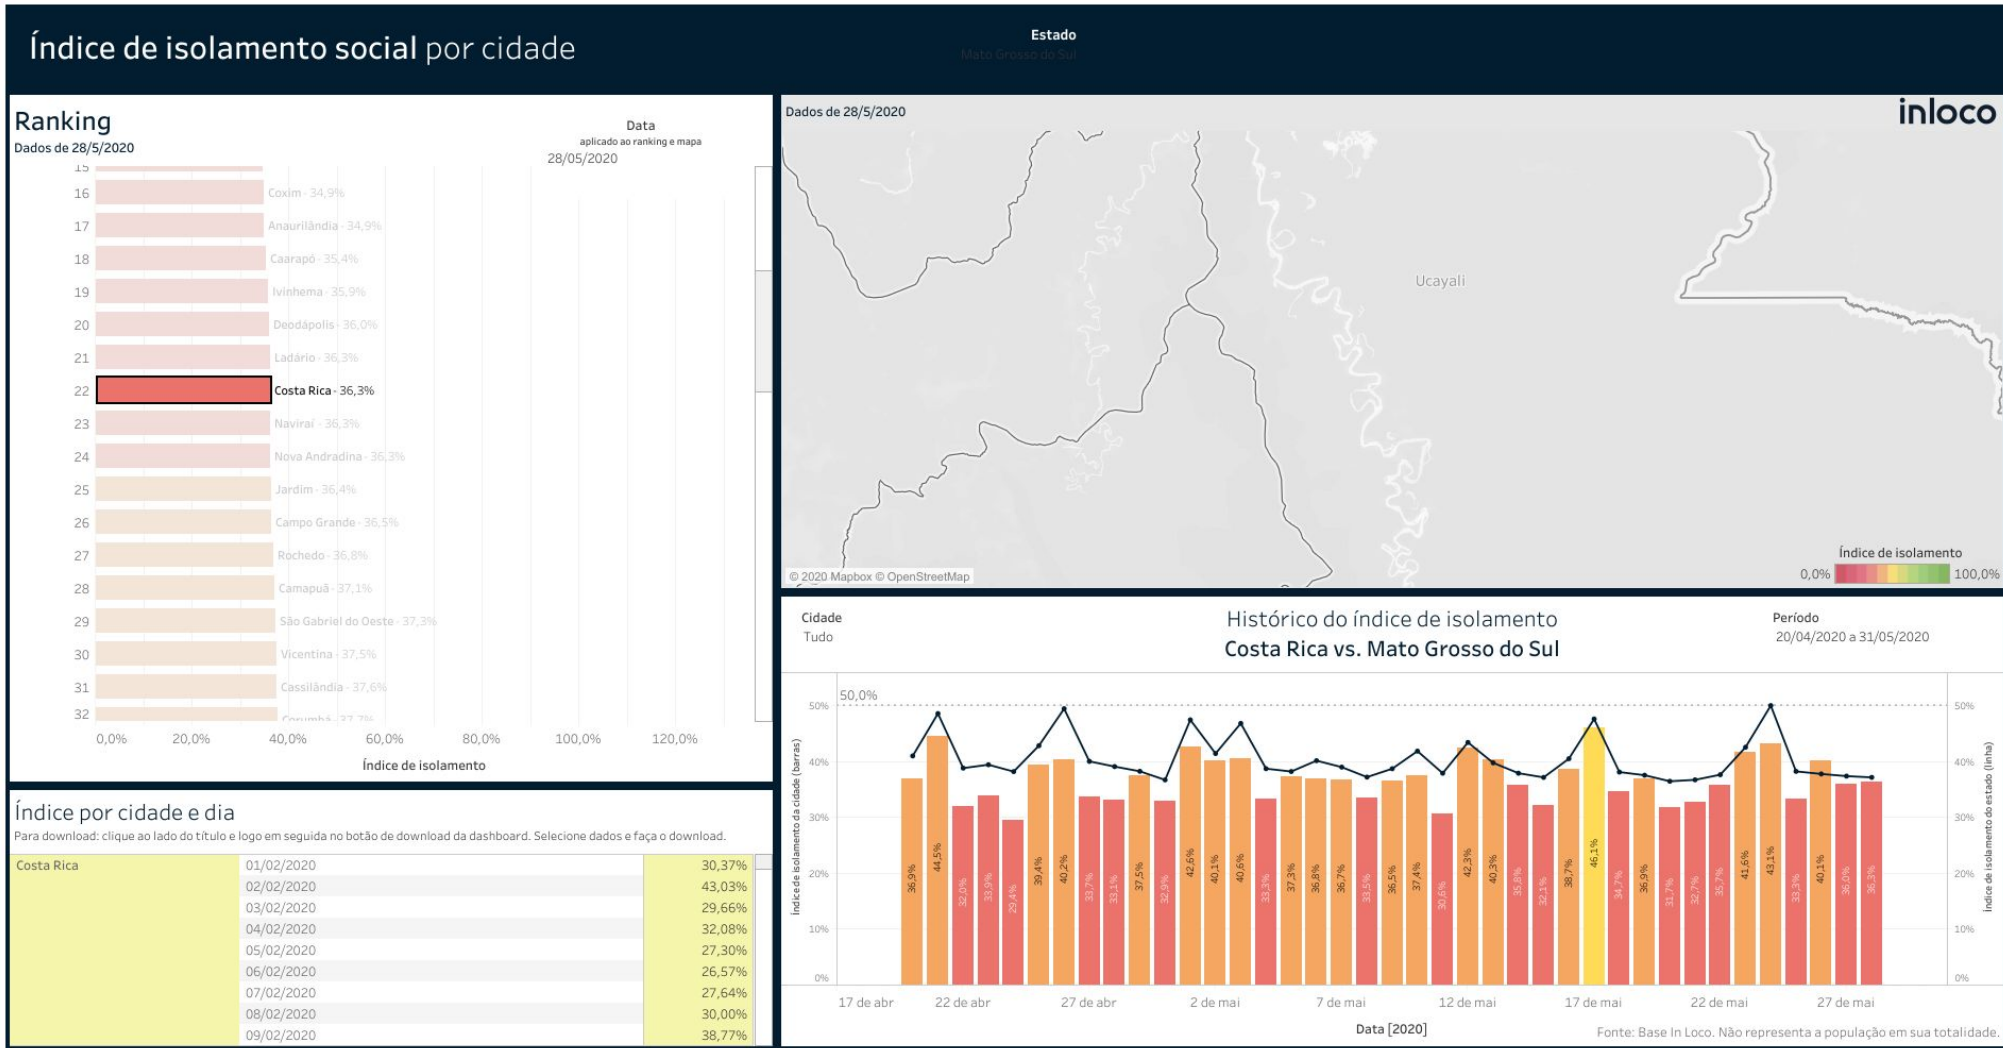 Índice de isolamento social por cidade
Estado
Mato Grosso do Sul
Ranking
Dados de 28/5/2020
Data
aplicado ao ranking e mapa
28/05/2020
15
16 Coxim - 34,9%
17 Anaurilândia - 34,9%
18 Caarapó - 35,4%
19 Ivinhema - 35,9%
20 Deodápolis - 36,0%
21 Ladário - 36,3%
22 Costa Rica - 36,3%
23 Naviraí - 36,3%
24 Nova Andradina - 36,3%
25 Jardim - 36,4%
26 Campo Grande - 36,5%
27 Rochedo - 36,8%
28 Camapuã - 37,1%
29 São Gabriel do Oeste - 37,3%
30 Vicentina - 37,5%
31 Cassilândia - 37,6%
32 Corumbá - 37,7%
0,0% 20,0% 40,0% 60,0% 80,0% 100,0% 120,0%
Índice de isolamento
Índice por cidade e dia
Para download: clique ao lado do título e logo em seguida no botão de download da dashboard. Selecione dados e faça o download.
Costa Rica 01/02/2020 30,37%
02/02/2020 43,03%
03/02/2020 29,66%
04/02/2020 32,08%
05/02/2020 27,30%
06/02/2020 26,57%
07/02/2020 27,64%
08/02/2020 30,00%
09/02/2020 38,77%
Dados de 28/5/2020
inloco
Ucayali
© 2020 Mapbox © OpenStreetMap
Índice de isolamento
0,0% 100,0%
Cidade
Tudo
Histórico do índice de isolamento
Costa Rica vs. Mato Grosso do Sul
Período
20/04/2020 a 31/05/2020
Índice de isolamento da cidade (barras)
50,0%
50%
40%
30%
20%
10%
0%
36,9% 44,5% 32,0% 33,9% 29,4% 39,4% 40,2% 33,7% 33,1% 37,5% 32,9% 42,6% 40,1% 40,6% 33,3% 37,3% 36,8% 36,7% 33,5% 36,5% 37,4% 30,6% 42,3% 40,3% 35,8% 32,1% 38,7% 46,1% 34,7% 36,9% 31,7% 32,7% 35,7% 41,6% 43,1% 33,3% 40,1% 36,0% 36,3%
50%
40%
30%
20%
10%
0%
Índice de isolamento do estado (linha)
17 de abr 22 de abr 27 de abr 2 de mai 7 de mai 12 de mai 17 de mai 22 de mai 27 de mai
Data [2020]
Fonte: Base In Loco. Não representa a população em sua totalidade.